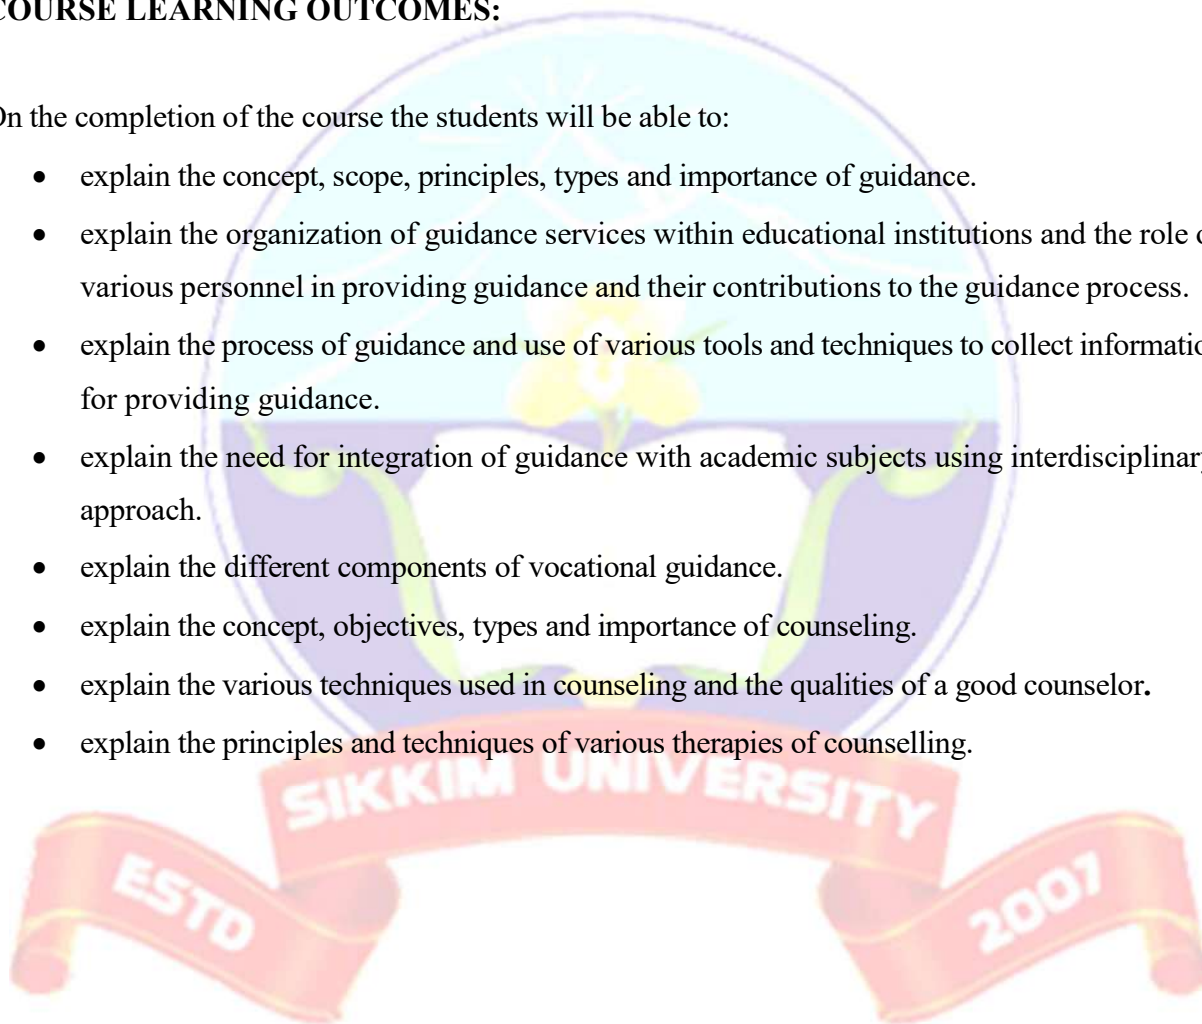 COURSE LEARNING OUTCOMES:
On the completion of the course the students will be able to:
• explain the concept, scope, principles, types and importance of guidance.
• explain the organization of guidance services within educational institutions and the role o
various personnel in providing guidance and their contributions to the guidance process.
• explain the process of guidance and use of various tools and techniques to collect informatio
for providing guidance.
• explain the need for integration of guidance with academic subjects using interdisciplinary
approach.
• explain the different components of vocational guidance.
• explain the concept, objectives, types and importance of counseling.
• explain the various techniques used in counseling and the qualities of a good counselor.
• explain the principles and techniques of various therapies of counselling.
SIKKIM UNIVERSITY
ESTD
2007